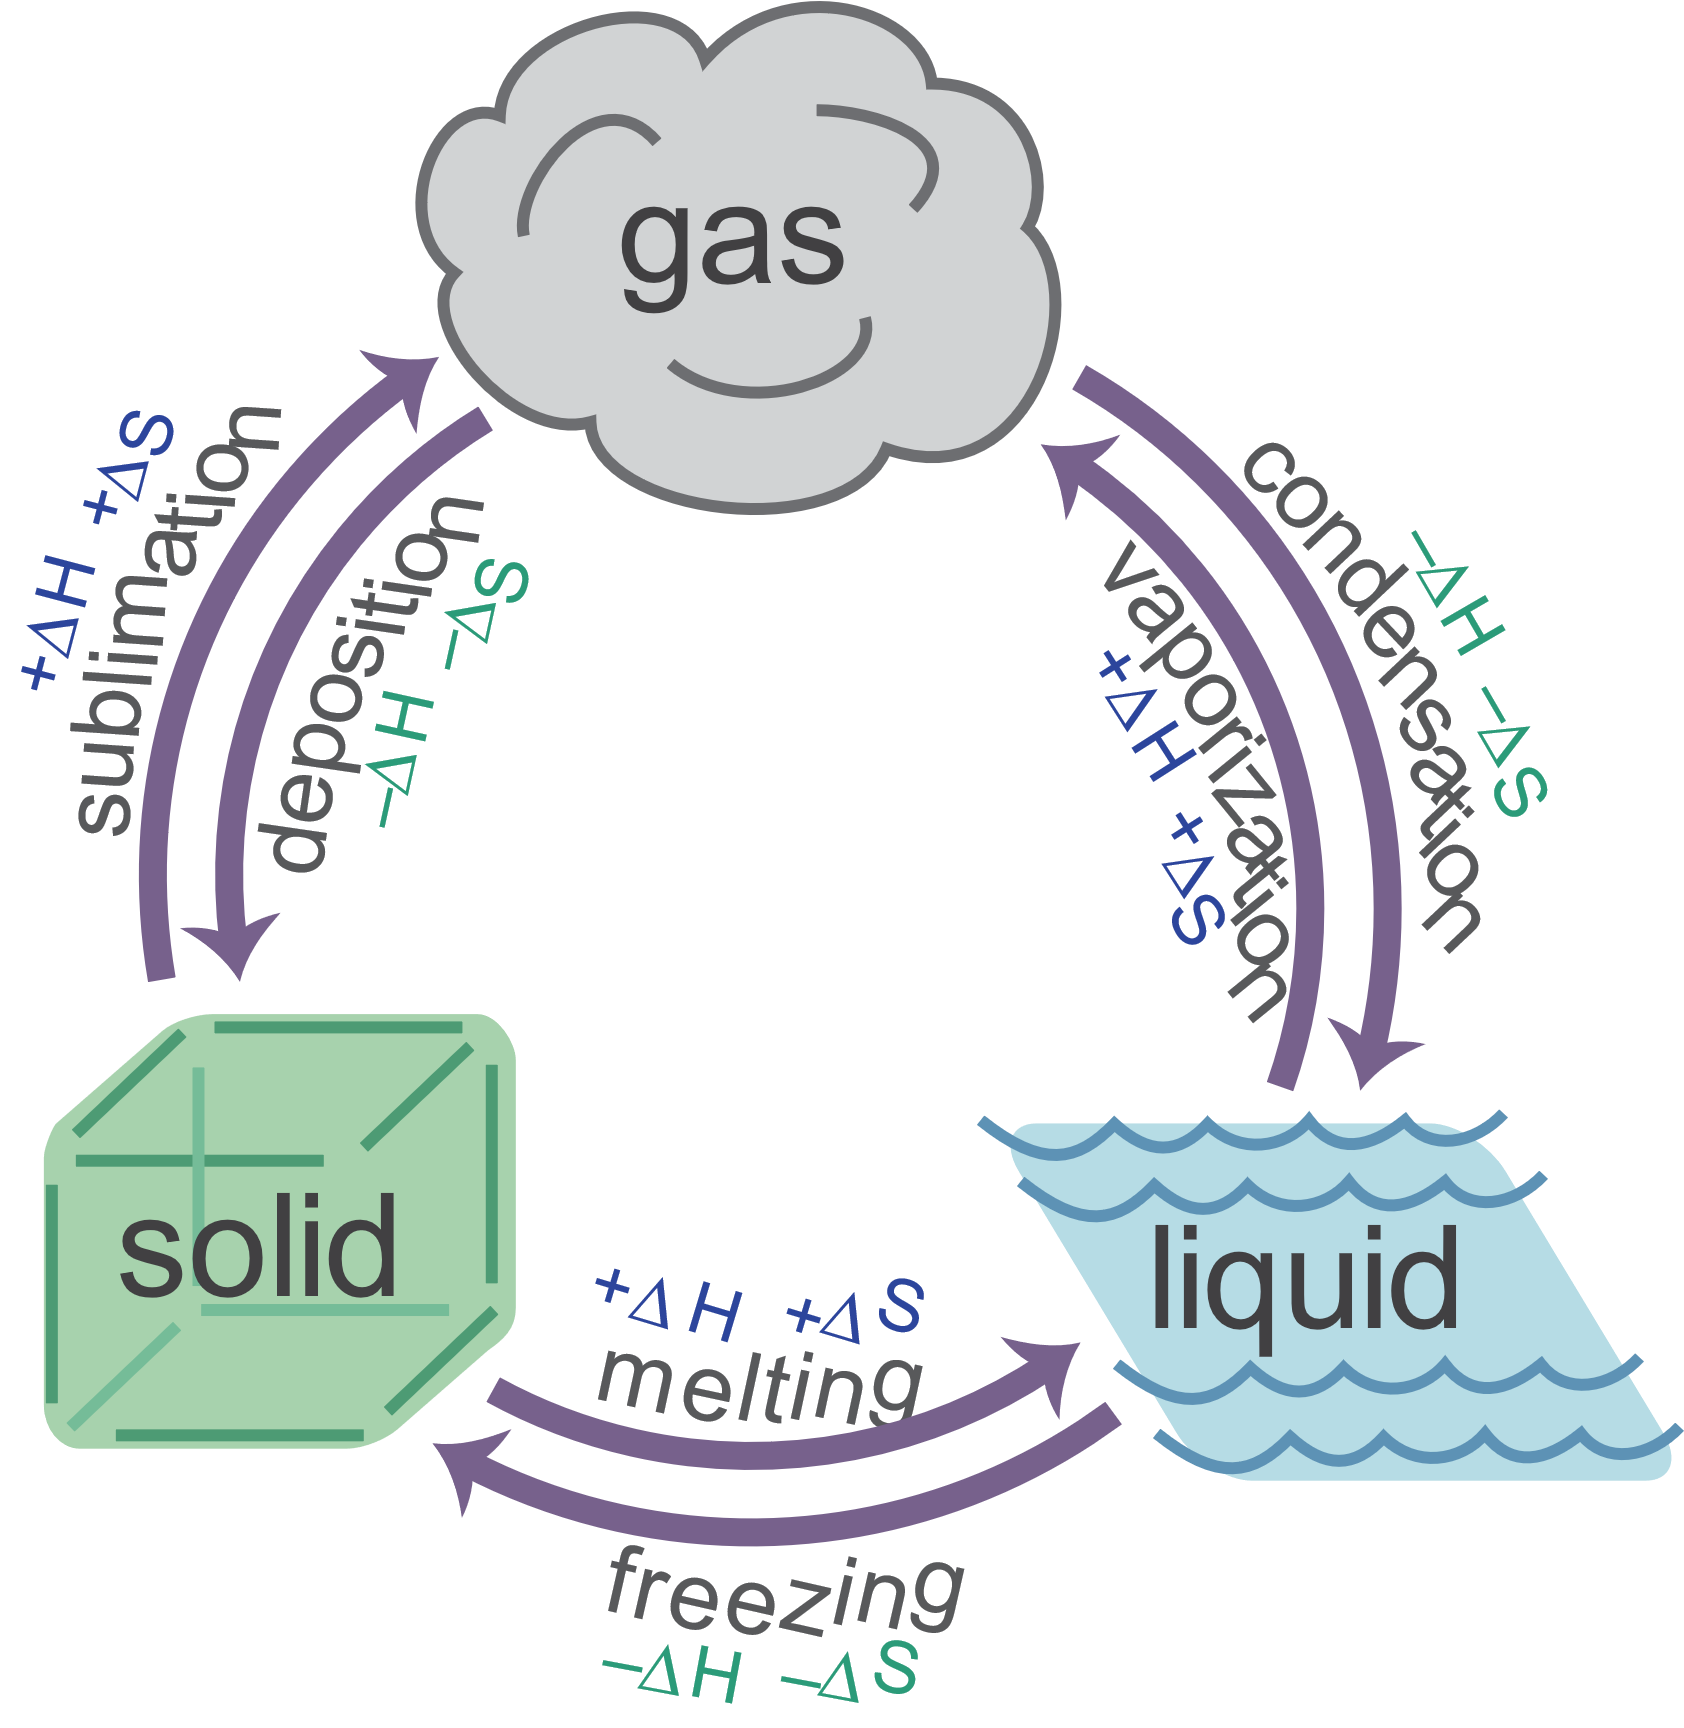 gas
+ΔH +ΔS
sublimation
deposition
–ΔH –ΔS
condensation
–ΔH –ΔS
vaporization
+ΔH +ΔS
solid
liquid
+ΔH +ΔS
melting
freezing
–ΔH –ΔS